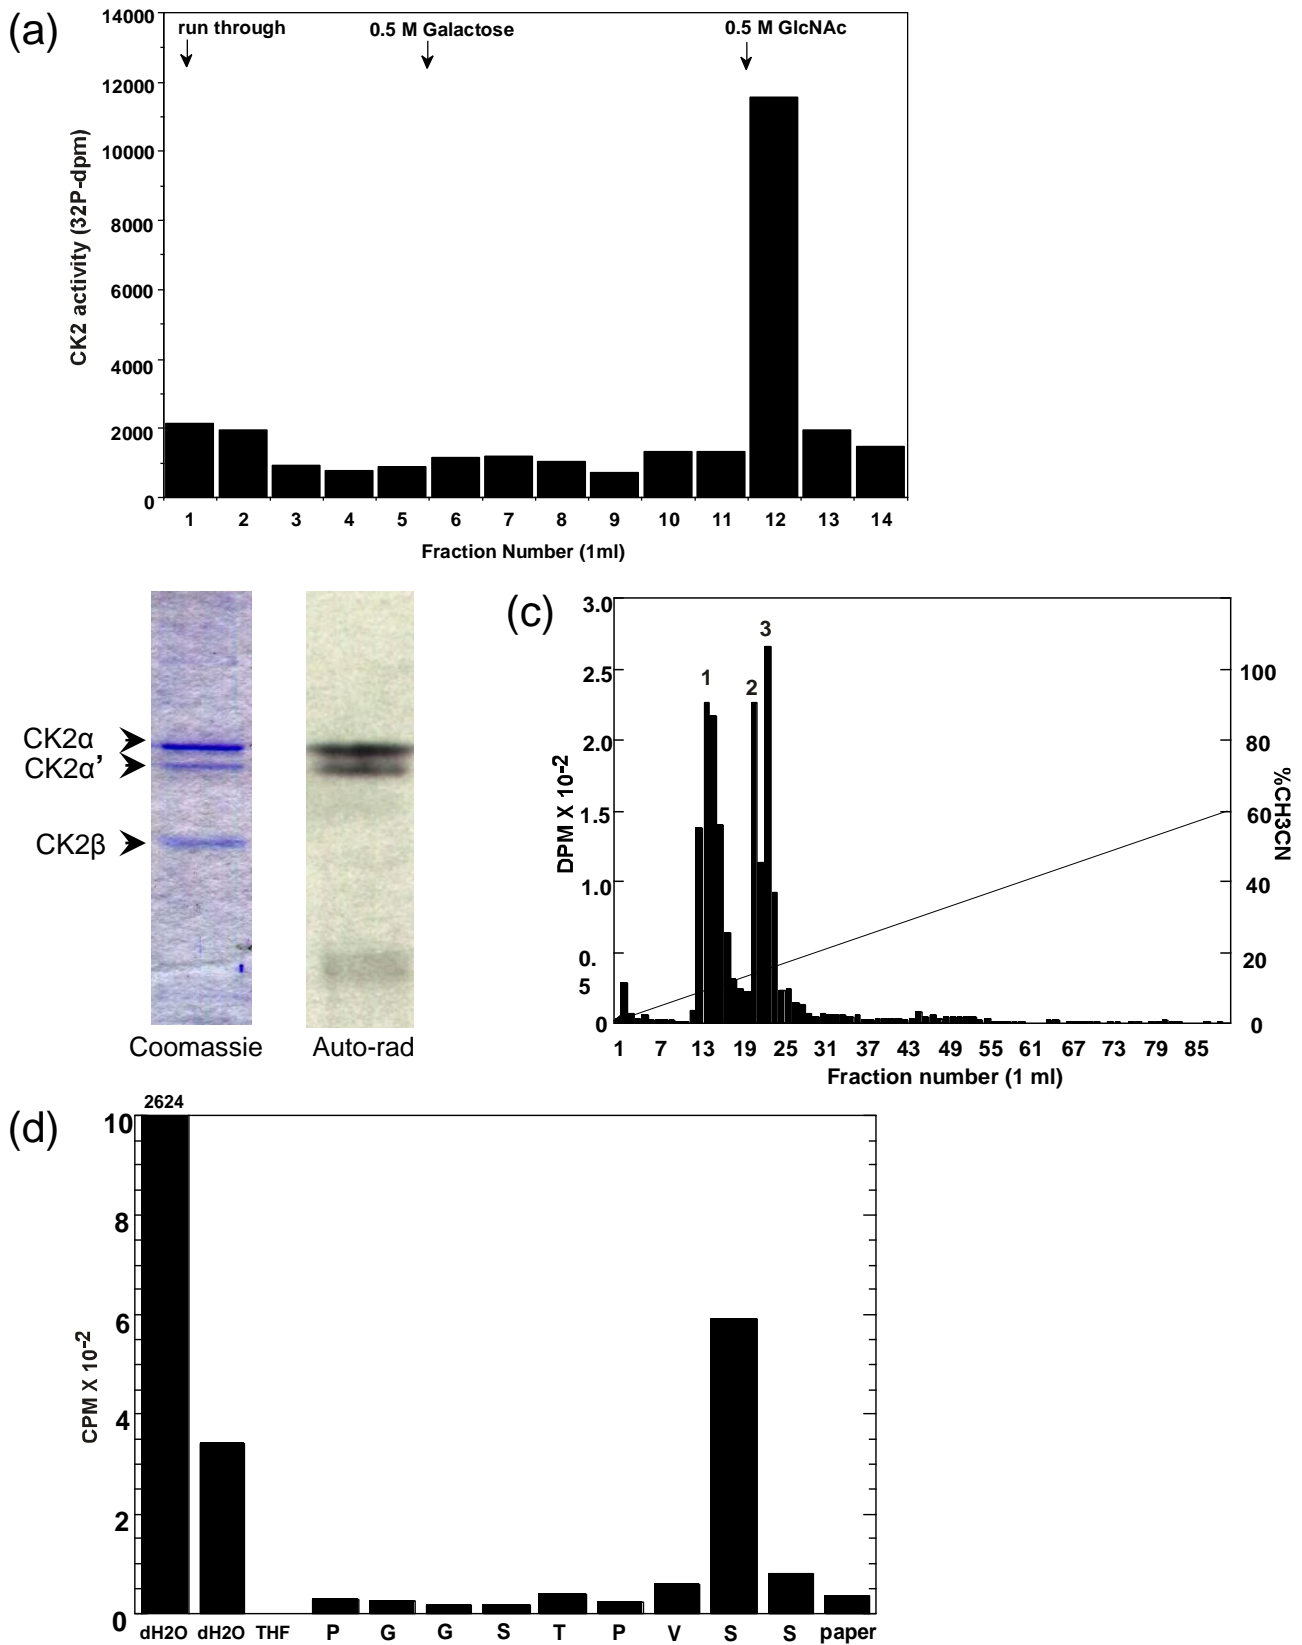 (a)
run through
0.5 M Galactose
0.5 M GlcNAc
14000
12000
10000
8000
6000
4000
2000
0
CK2 activity (32P-dpm)
1 2 3 4 5 6 7 8 9 10 11 12 13 14
Fraction Number (1ml)
CK2α
CK2α’
CK2β
Coomassie
Auto-rad
(c)
3.0
2.5
2.0
1.5
1.0
0.
5
0
DPM X 10-2
1
2
3
100
80
60
40
20
0
%CH3CN
1 7 13 19 25 31 37 43 49 55 61 67 73 79 85
Fraction number (1 ml)
(d)
2624
10
8
6
4
2
0
CPM X 10-2
dH2O dH2O THF P G G S T P V S S paper